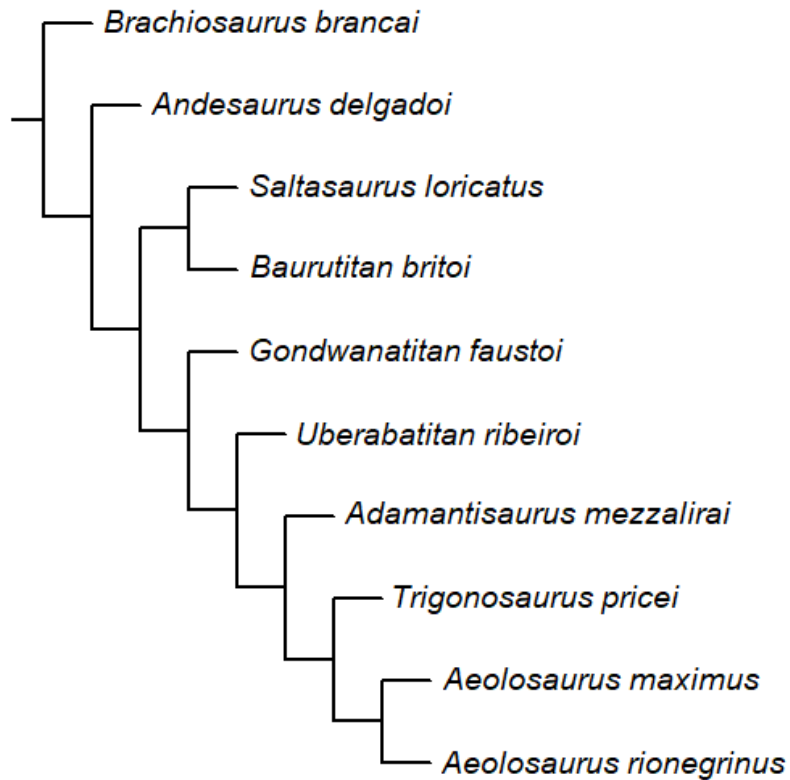 Brachiosaurus brancai
Andesaurus delgadoi
Saltasaurus loricatus
Baurutitan britoi
Gondwanatitan faustoi
Uberabatitan ribeiroi
Adamantisaurus mezzalirai
Trigonosaurus pricei
Aeolosaurus maximus
Aeolosaurus rionegrinus